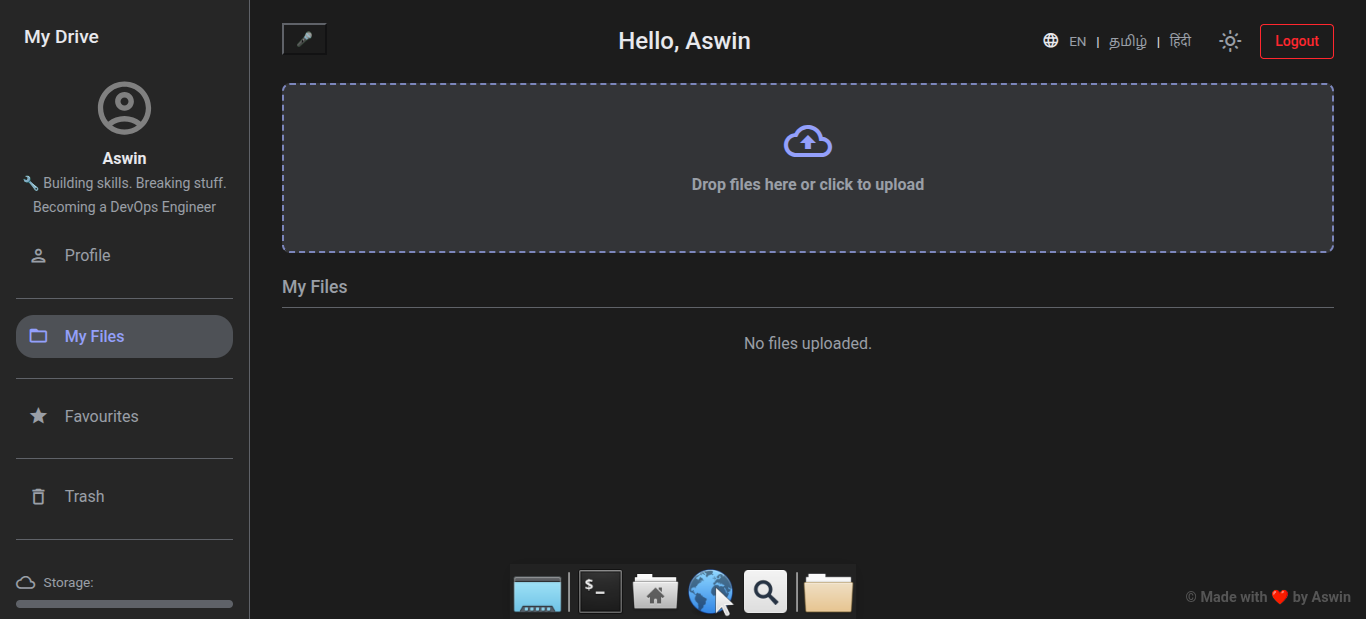 My Drive
Aswin
🔧 Building skills. Breaking stuff.
Becoming a DevOps Engineer
Profile
My Files
Favourites
Trash
Storage:
Hello, Aswin
EN | தமிழ் | हिंदी
Logout
Drop files here or click to upload
My Files
No files uploaded.
$_
© Made with ❤️ by Aswin